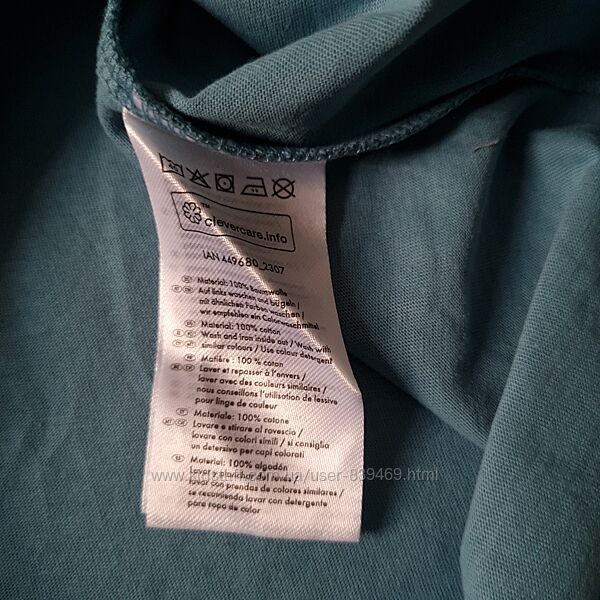 ™
clevercare.info
IAN 449680_2307
Material: 100% Baumwolle
Auf links waschen und bügeln /
mit ähnlichen Farben waschen /
wir empfehlen ein Colorwaschmittel
Material: 100% cotton
Wash and iron inside out / Wash with
similar colours / Use colour detergent
Matière : 100 % coton
Laver et repasser à l'envers /
laver avec des couleurs similaires /
nous conseillons l'utilisation de lessive
pour linge de couleur
Materiale: 100% cotone
Lavare e stirare al rovescio /
lavare con colori simili / si consiglia
un detersivo per capi colorati
Material: 100% algodón
lavar con prendas de colores similares /
se recomienda lavar con detergente
para ropa de color
user-839469.html